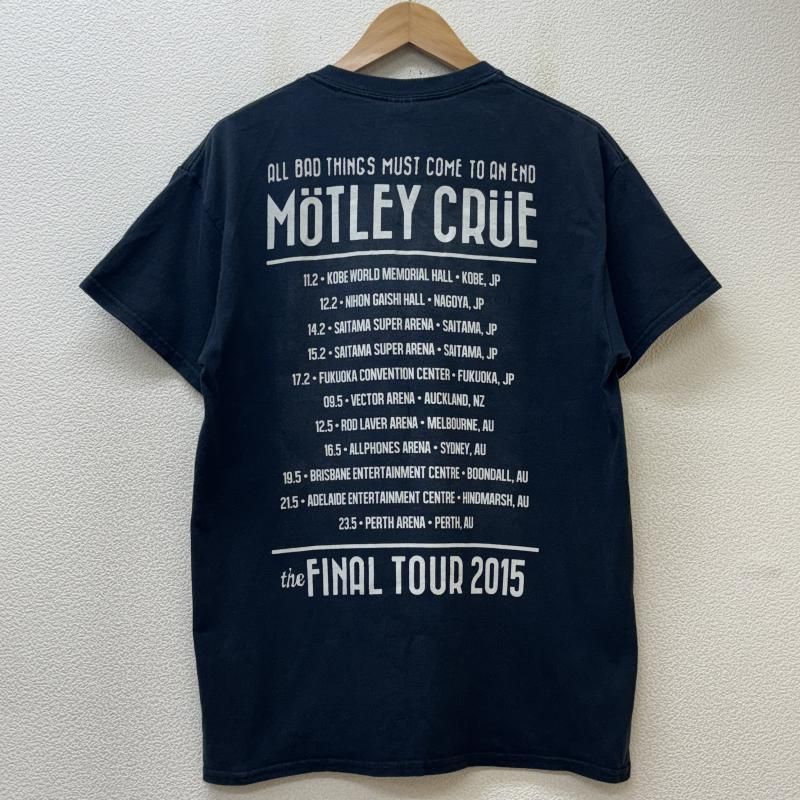 ALL BAD THINGS MUST COME TO AN END
MÖTLEY CRÜE
11.2 • KOBE WORLD MEMORIAL HALL • KOBE, JP
12.2 • NIHON GAISHI HALL • NAGOYA, JP
14.2 • SAITAMA SUPER ARENA • SAITAMA, JP
15.2 • SAITAMA SUPER ARENA • SAITAMA, JP
17.2 • FUKUOKA CONVENTION CENTER • FUKUOKA, JP
09.5 • VECTOR ARENA • AUCKLAND, NZ
12.5 • ROD LAVER ARENA • MELBOURNE, AU
16.5 • ALLPHONES ARENA • SYDNEY, AU
19.5 • BRISBANE ENTERTAINMENT CENTRE • BOONDALL, AU
21.5 • ADELAIDE ENTERTAINMENT CENTRE • HINDMARSH, AU
23.5 • PERTH ARENA • PERTH, AU
the FINAL TOUR 2015